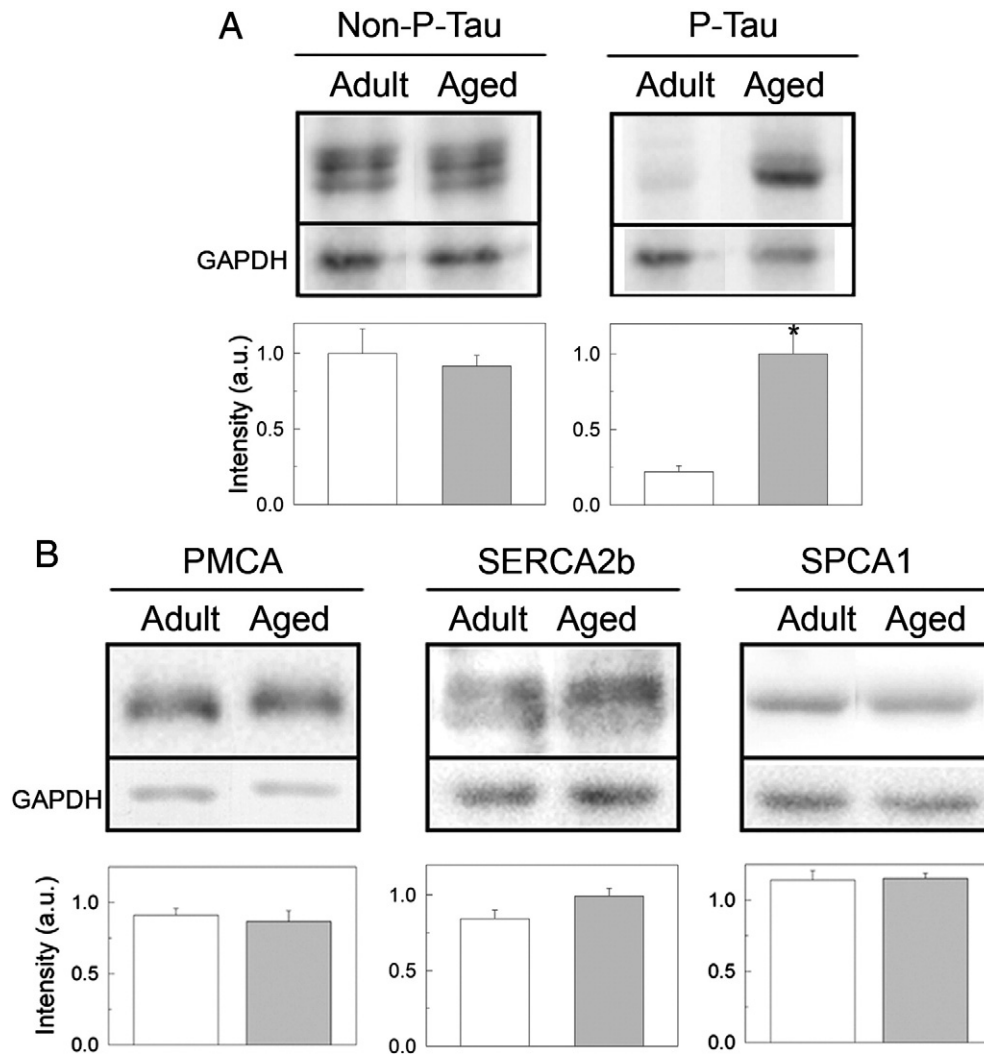 A
Non-P-Tau P-Tau
Adult Aged Adult Aged
GAPDH
Intensity (a.u.)
1.0 0.5 0.0
1.0 0.5 0.0
*
B
PMCA SERCA2b SPCA1
Adult Aged Adult Aged Adult Aged
GAPDH
Intensity (a.u.)
1.0 0.5 0.0
1.0 0.5 0.0
1.0 0.5 0.0